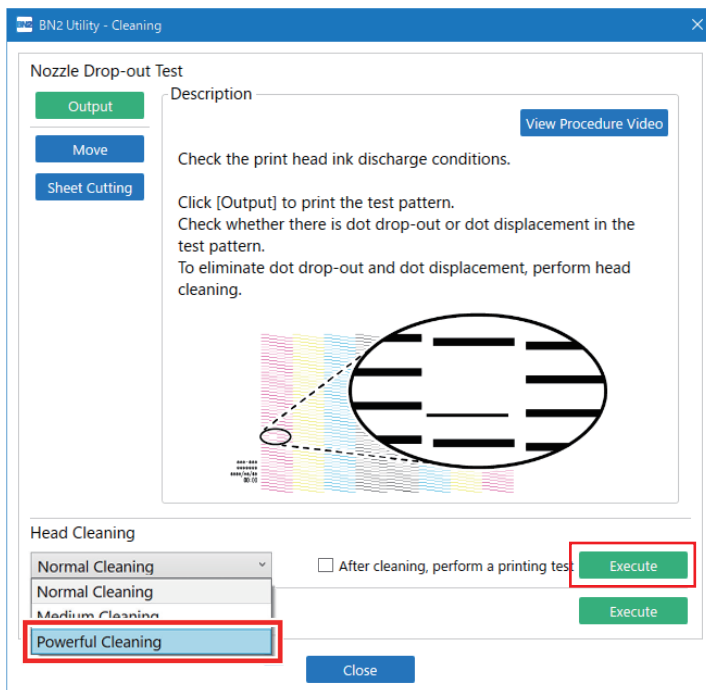 BN2 Utility - Cleaning
Nozzle Drop-out Test
Output
Move
Sheet Cutting
Description
View Procedure Video
Check the print head ink discharge conditions.
Click [Output] to print the test pattern.
Check whether there is dot drop-out or dot displacement in the
test pattern.
To eliminate dot drop-out and dot displacement, perform head
cleaning.
Head Cleaning
Normal Cleaning
After cleaning, perform a printing test
Execute
Normal Cleaning
Medium Cleaning
Powerful Cleaning
Execute
Close